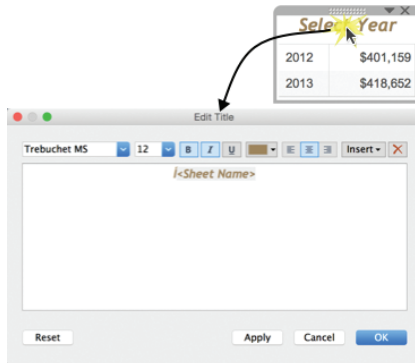 Select Year
2012 $401,159
2013 $418,652
Edit Title
Trebuchet MS 12 B I U Insert
<Sheet Name>
Reset Apply Cancel OK